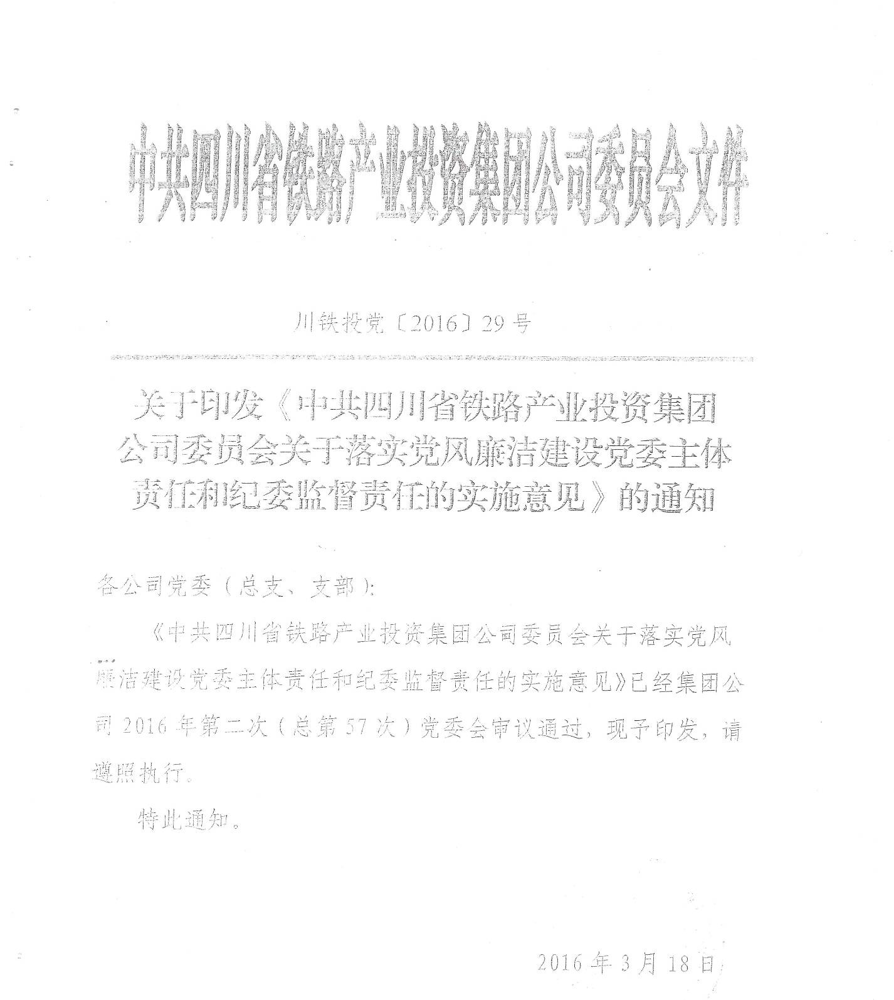 中共四川省铁路产业投资集团公司委员会文件
川铁投党〔2016〕29号
关于印发《中共四川省铁路产业投资集团
公司委员会关于落实党风廉洁建设党委主体
责任和纪委监督责任的实施意见》的通知
各公司党委（总支、支部）：
《中共四川省铁路产业投资集团公司委员会关于落实党风
廉洁建设党委主体责任和纪委监督责任的实施意见》已经集团公
司2016年第二次（总第57次）党委会审议通过，现予印发，请
遵照执行。
特此通知。
2016年3月18日